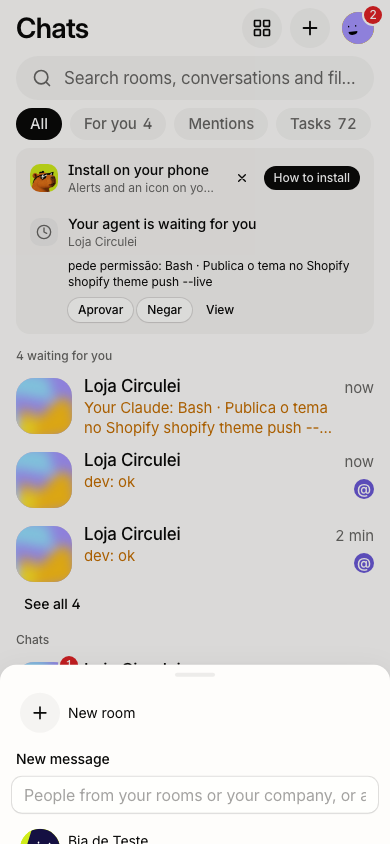 Chats
2
Search rooms, conversations and fil...
All
For you 4
Mentions
Tasks 72
Install on your phone
Alerts and an icon on yo...
How to install
Your agent is waiting for you
Loja Circulei
pede permissão: Bash · Publica o tema no Shopify
shopify theme push --live
Aprovar
Negar
View
4 waiting for you
Loja Circulei
now
Your Claude: Bash · Publica o tema
no Shopify shopify theme push --...
Loja Circulei
now
dev: ok
@
Loja Circulei
2 min
dev: ok
@
See all 4
Chats
1
New room
New message
People from your rooms or your company, or a
Bia de Teste